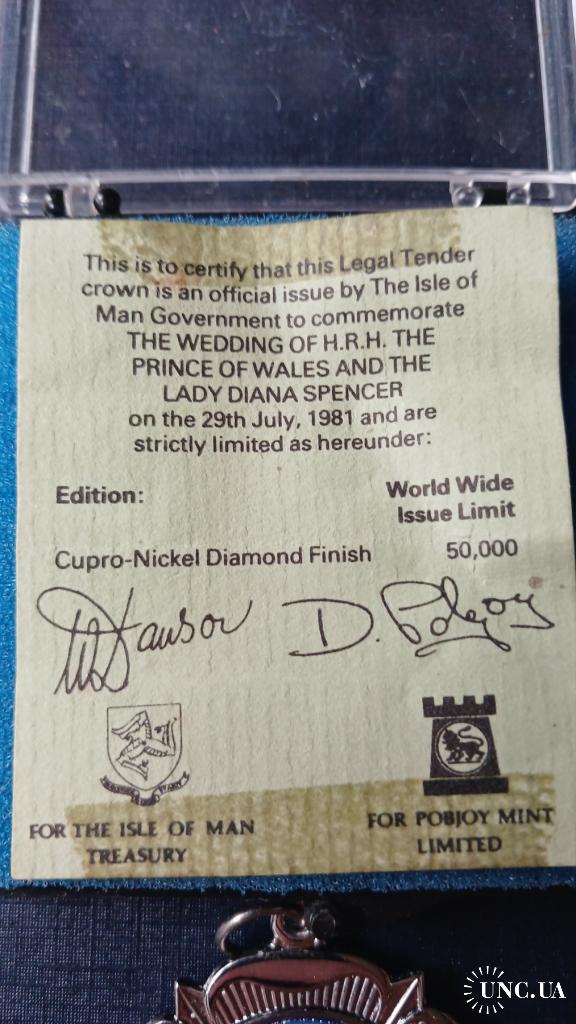 This is to certify that this Legal Tender
crown is an official issue by The Isle of
Man Government to commemorate
THE WEDDING OF H.R.H. THE
PRINCE OF WALES AND THE
LADY DIANA SPENCER
on the 29th July, 1981 and are
strictly limited as hereunder:
Edition:
World Wide
Issue Limit
Cupro-Nickel Diamond Finish
50,000
D. Pobjoy
FOR THE ISLE OF MAN
TREASURY
FOR POBJOY MINT
LIMITED
UNC.UA